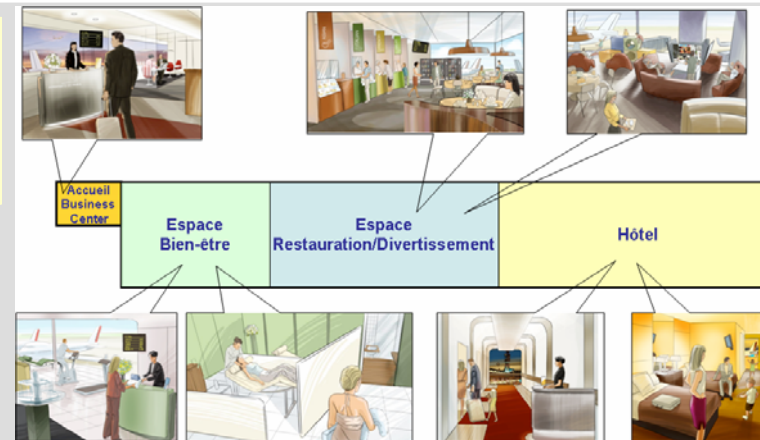 Accueil
Business
Center
Espace
Bien-être
Espace
Restauration/Divertissement
Hôtel